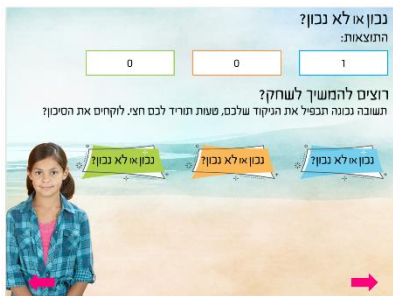 נכון או לא נכון?
התוצאות:
1
0
0
רוצים להמשיך לשחק?
תשובה נכונה תכפיל את הניקוד שלכם, טעות תוריד לכם חצי. לוקחים את הסיכון?
נכון או לא נכון?
נכון או לא נכון?
נכון או לא נכון?